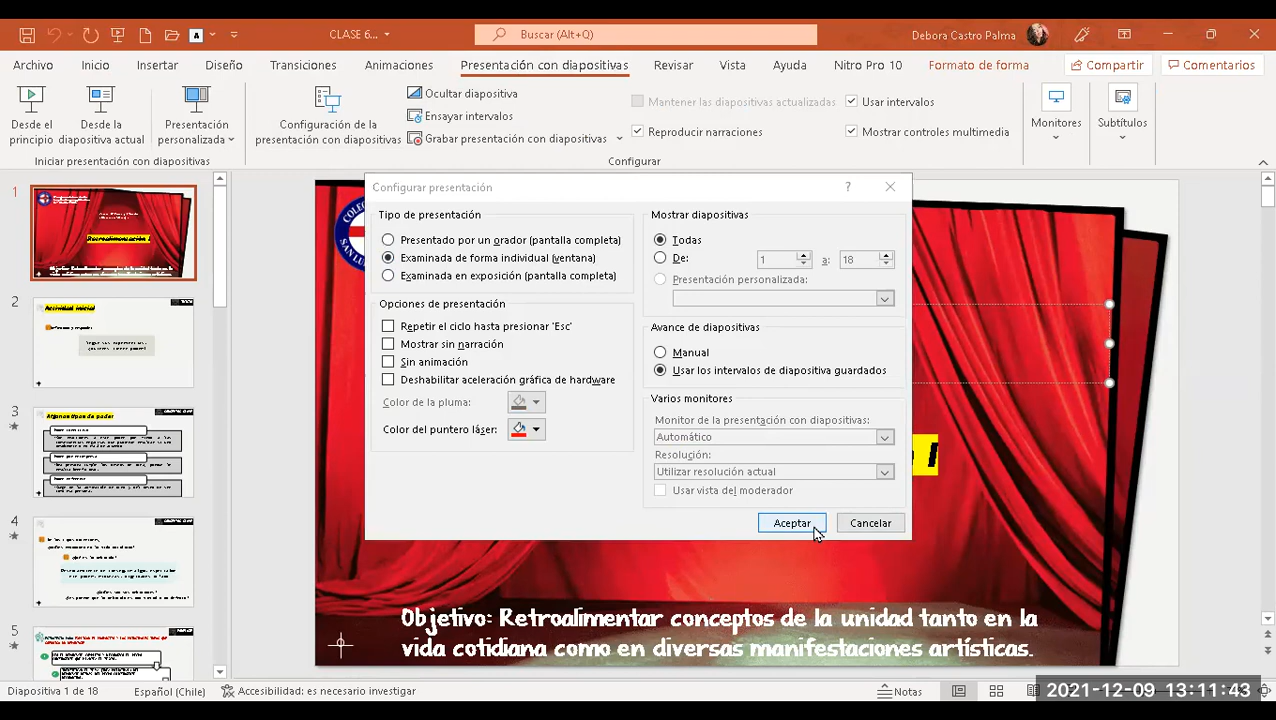 CLASE 6...
Buscar (Alt+Q)
Debora Castro Palma
Archivo
Inicio
Insertar
Diseño
Transiciones
Animaciones
Presentación con diapositivas
Revisar
Vista
Ayuda
Nitro Pro 10
Formato de forma
Compartir
Comentarios
Desde el principio
Desde la diapositiva actual
Presentación personalizada
Iniciar presentación con diapositivas
Configuración de la presentación con diapositivas
Ocultar diapositiva
Ensayar intervalos
Grabar presentación con diapositivas
Mantener las diapositivas actualizadas
Reproducir narraciones
Usar intervalos
Mostrar controles multimedia
Configurar
Monitores
Subtítulos
1
Retroalimentación I
2
Actividad inicial
3
Algunos tipos de poder
4
5
COLEG
SAN LU
Configurar presentación
?
Tipo de presentación
Presentado por un orador (pantalla completa)
Examinada de forma individual (ventana)
Examinada en exposición (pantalla completa)
Opciones de presentación
Repetir el ciclo hasta presionar 'Esc'
Mostrar sin narración
Sin animación
Deshabilitar aceleración gráfica de hardware
Color de la pluma:
Color del puntero láser:
Mostrar diapositivas
Todas
De: 1 a: 18
Presentación personalizada:
Avance de diapositivas
Manual
Usar los intervalos de diapositiva guardados
Varios monitores
Monitor de la presentación con diapositivas:
Automático
Resolución:
Utilizar resolución actual
Usar vista del moderador
Aceptar
Cancelar
I
Objetivo: Retroalimentar conceptos de la unidad tanto en la
vida cotidiana como en diversas manifestaciones artísticas.
Diapositiva 1 de 18
Español (Chile)
Accesibilidad: es necesario investigar
Notas
2021-12-09 13:11:43